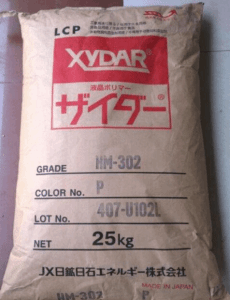 LCP
XYDAR®
液晶ポリマー
ザイダー®
GRADE HM-302
COLOR No. P
LOT No. 407-U102L
NET 25kg
JX日鉱日石エネルギー株式会社
MADE IN JAPAN
HM-302 P